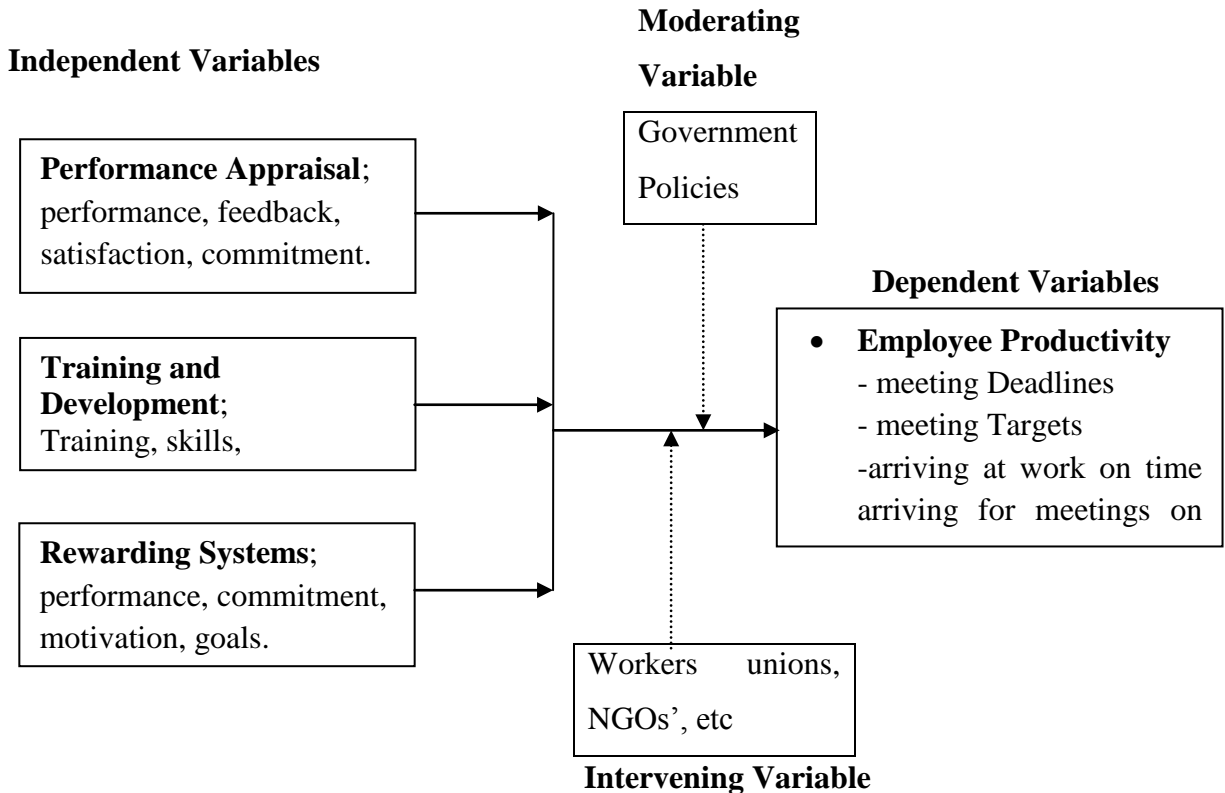 Independent Variables
Performance Appraisal;
performance, feedback,
satisfaction, commitment.
Training and
Development;
Training, skills,
Rewarding Systems;
performance, commitment,
motivation, goals.
Moderating
Variable
Government
Policies
Workers unions,
NGOs’, etc
Intervening Variable
Dependent Variables
• Employee Productivity
- meeting Deadlines
- meeting Targets
-arriving at work on time
arriving for meetings on